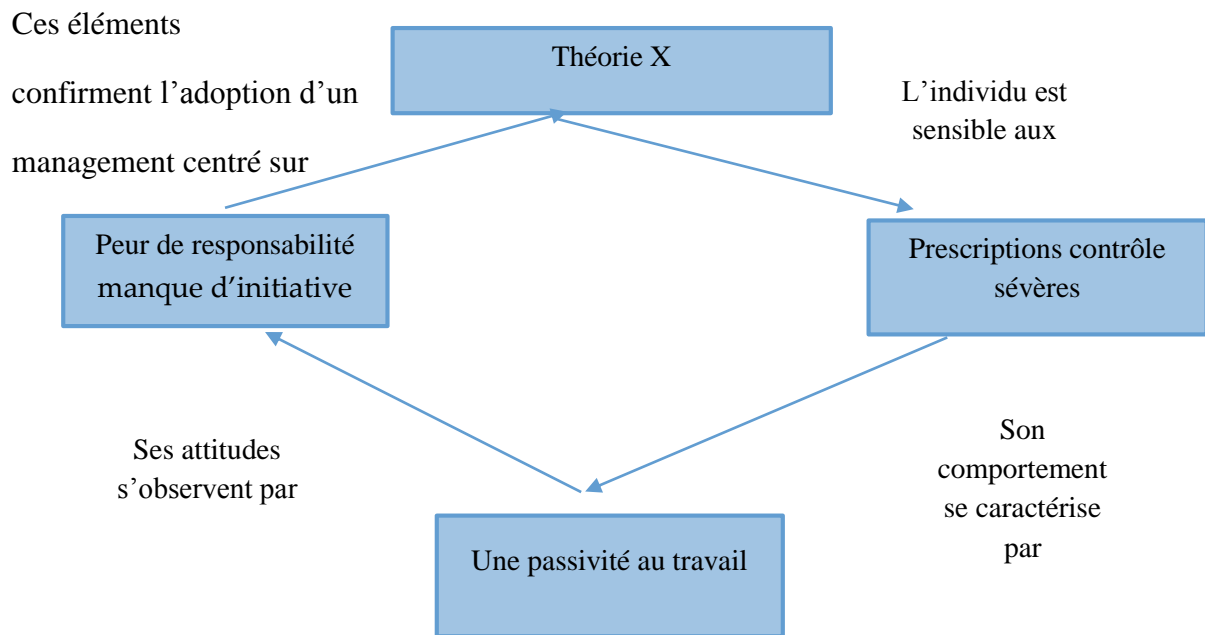 Ces éléments
confirment l’adoption d’un
management centré sur
Théorie X
L’individu est
sensible aux
Peur de responsabilité
manque d’initiative
Prescriptions contrôle
sévères
Ses attitudes
s’observent par
Son
comportement
se caractérise
par
Une passivité au travail